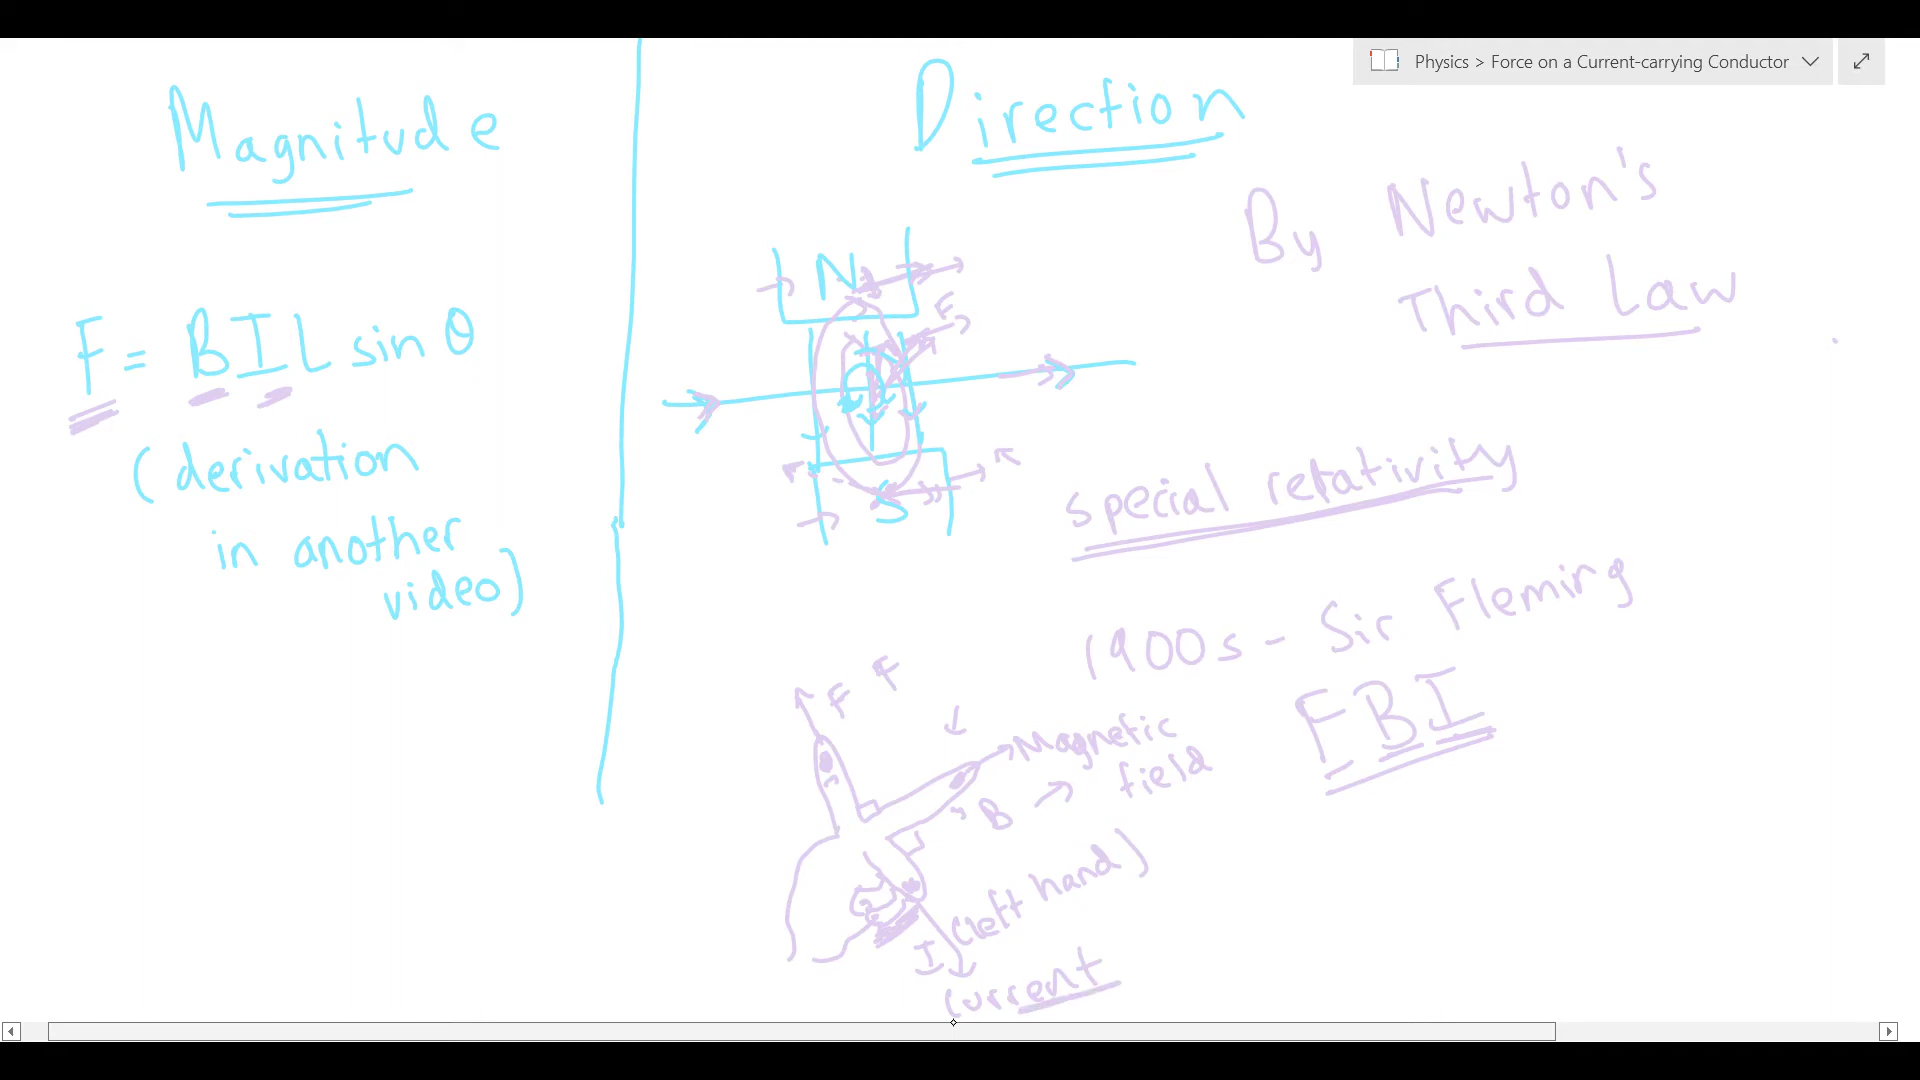 Physics > Force on a Current-carrying Conductor
Magnitude
F = BIL sin θ
(derivation
in another
video)
Direction
N
F
S
By Newton's
Third Law
special relativity
1900s - Sir Fleming
FBI
F F
Magnetic
field
B
(left hand)
I
Current